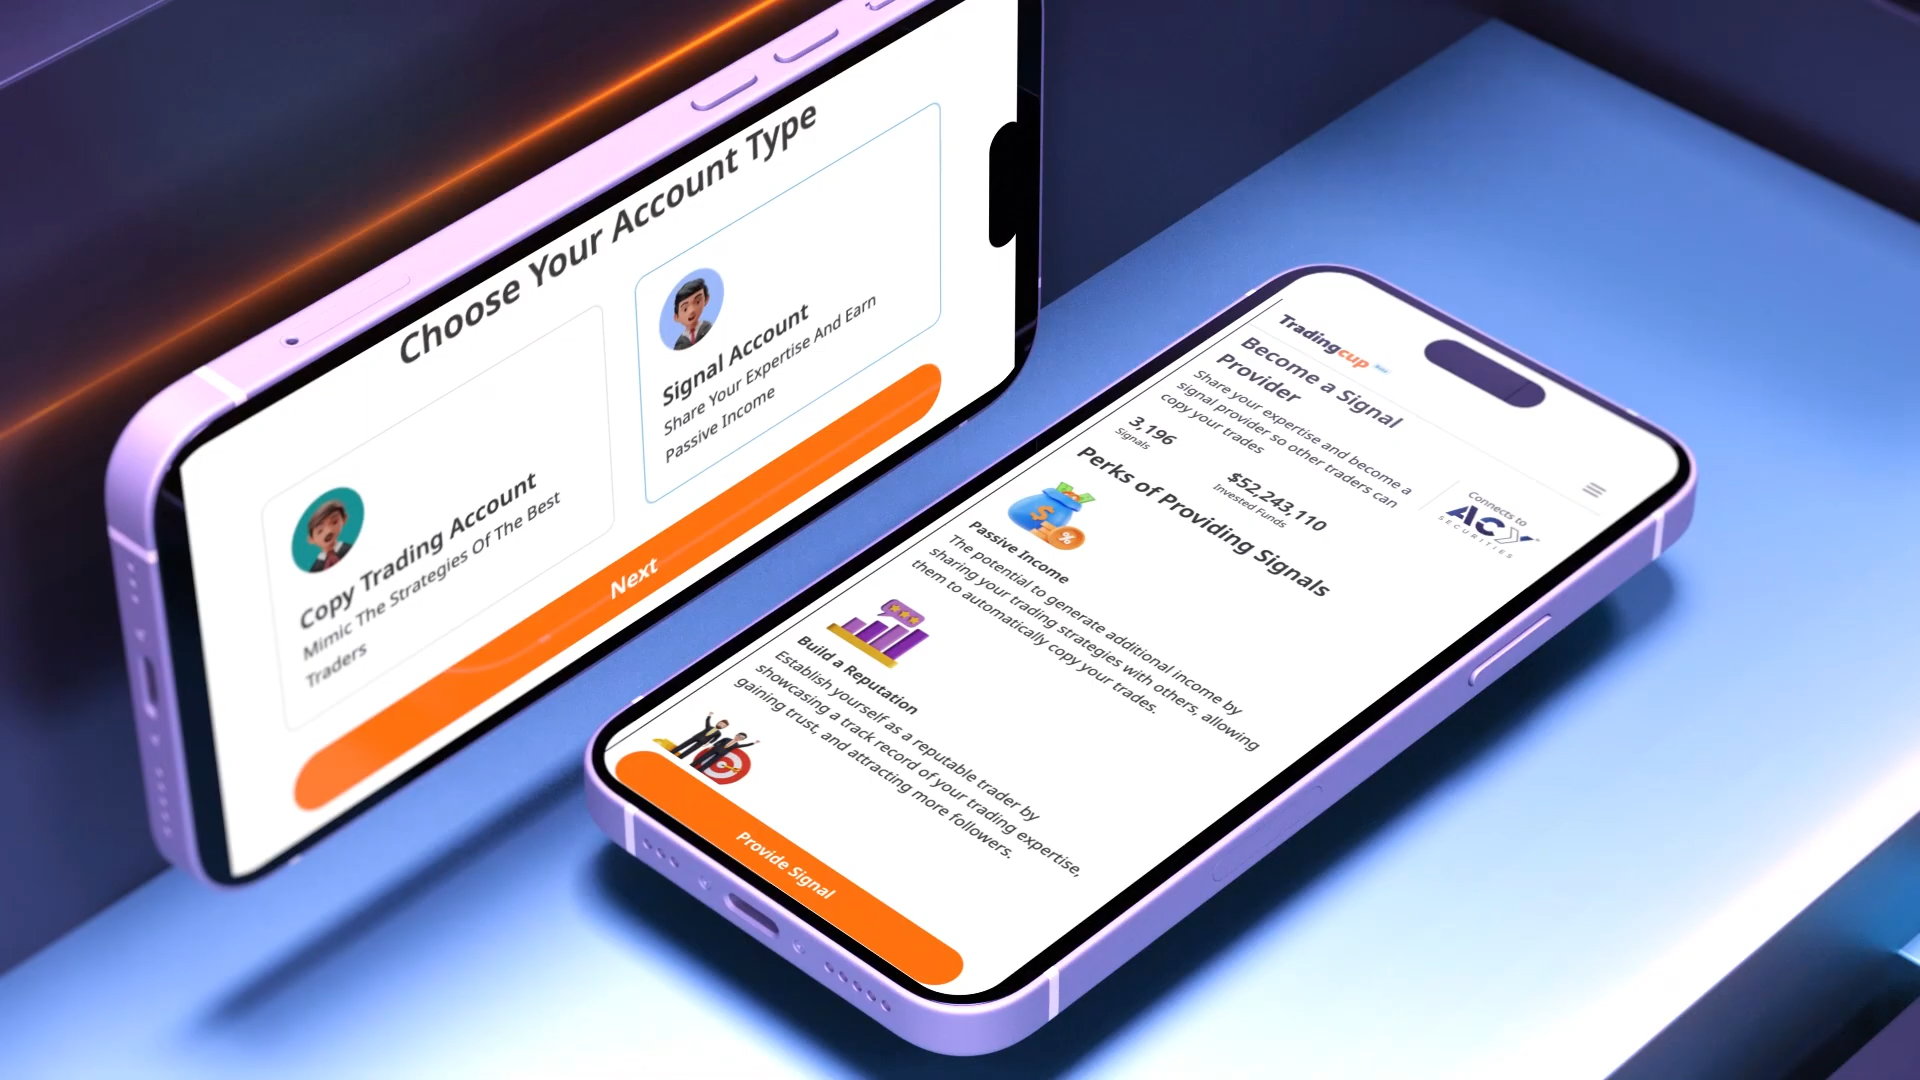 Choose Your Account Type
Copy Trading Account
Mimic The Strategies Of The Best
Traders
Signal Account
Share Your Expertise And Earn
Passive Income
Next
Tradingcup
Become a Signal
Provider
Share your expertise and become a
signal provider so other traders can
copy your trades
3,196
Signals
$52,243,110
Invested Funds
Connects to
ACY
SECURITIES
Perks of Providing Signals
Passive Income
The potential to generate additional income by
sharing your trading strategies with others, allowing
them to automatically copy your trades.
Build a Reputation
Establish yourself as a reputable trader by
showcasing a track record of your trading expertise,
gaining trust, and attracting more followers.
Provide Signal